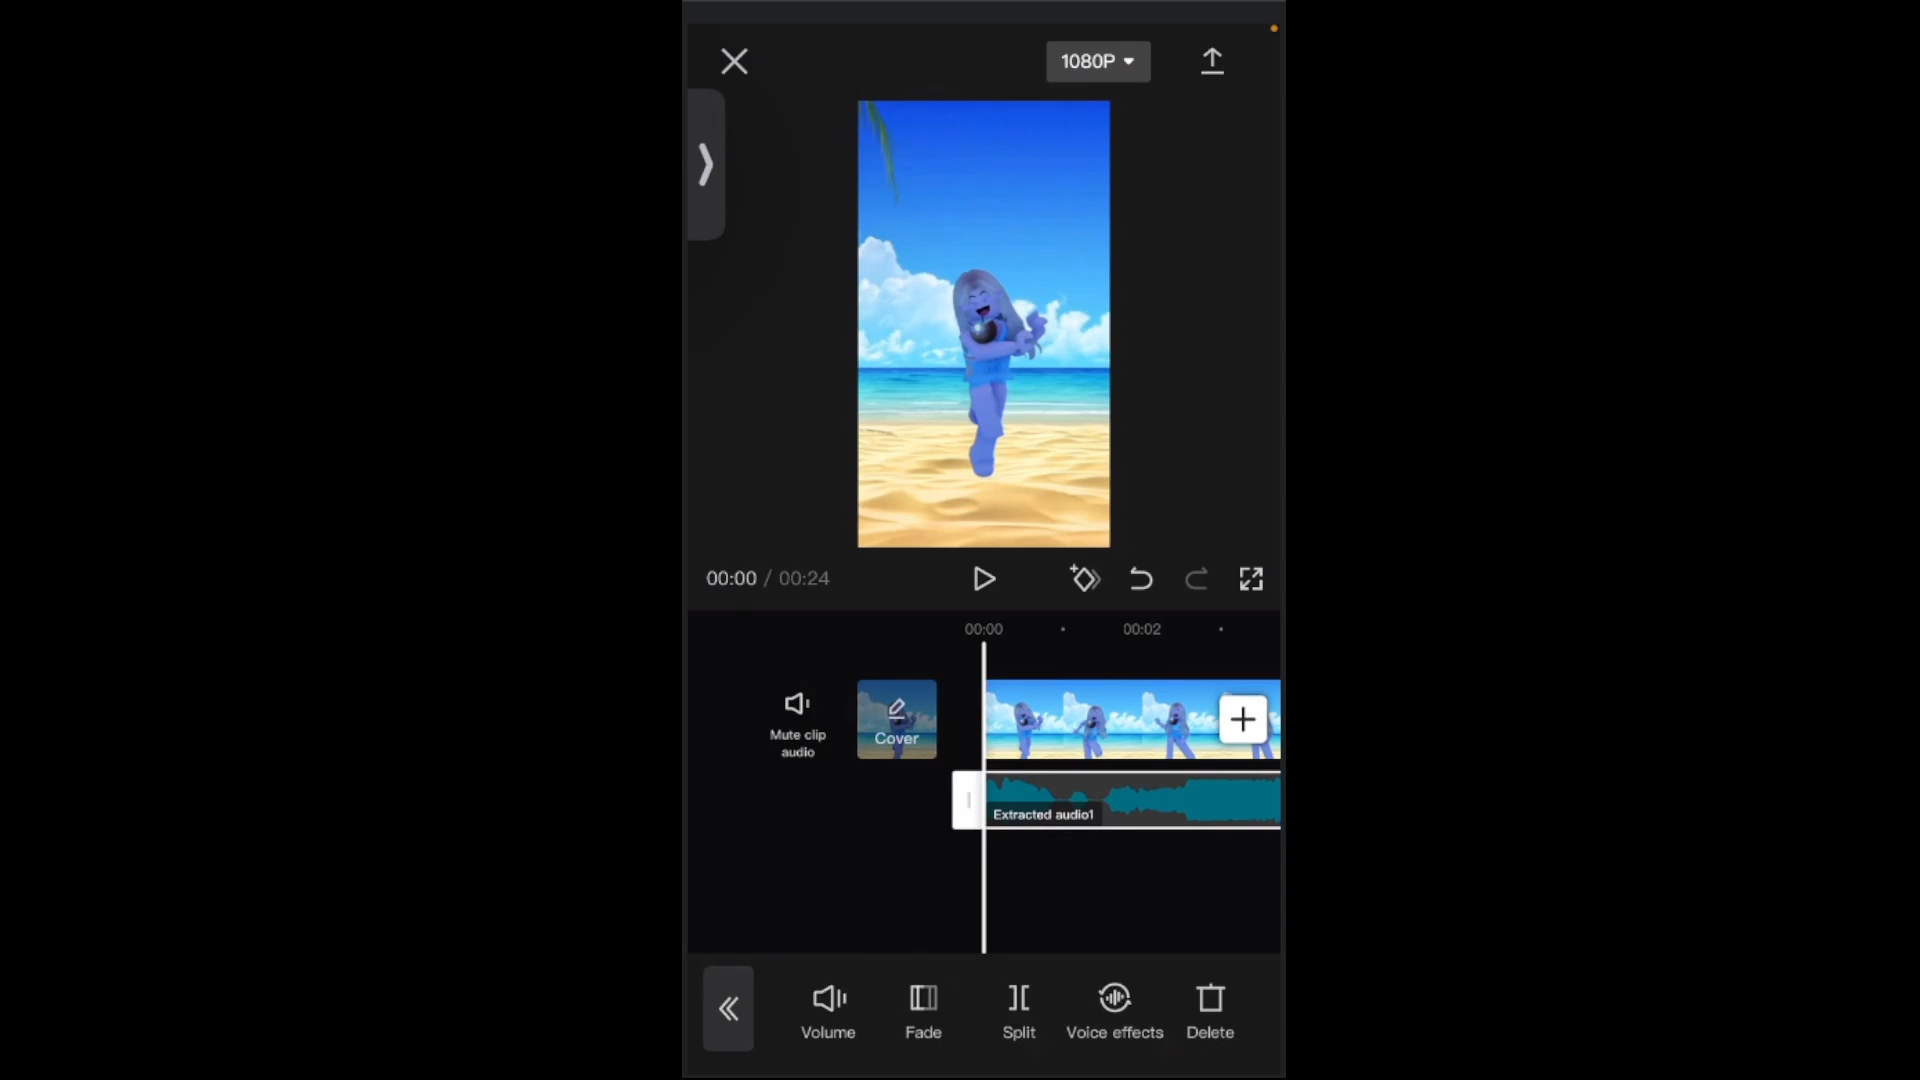 1080P
00:00 / 00:24
00:00
00:02
Mute clip
audio
Cover
Extracted audio1
Volume
Fade
Split
Voice effects
Delete